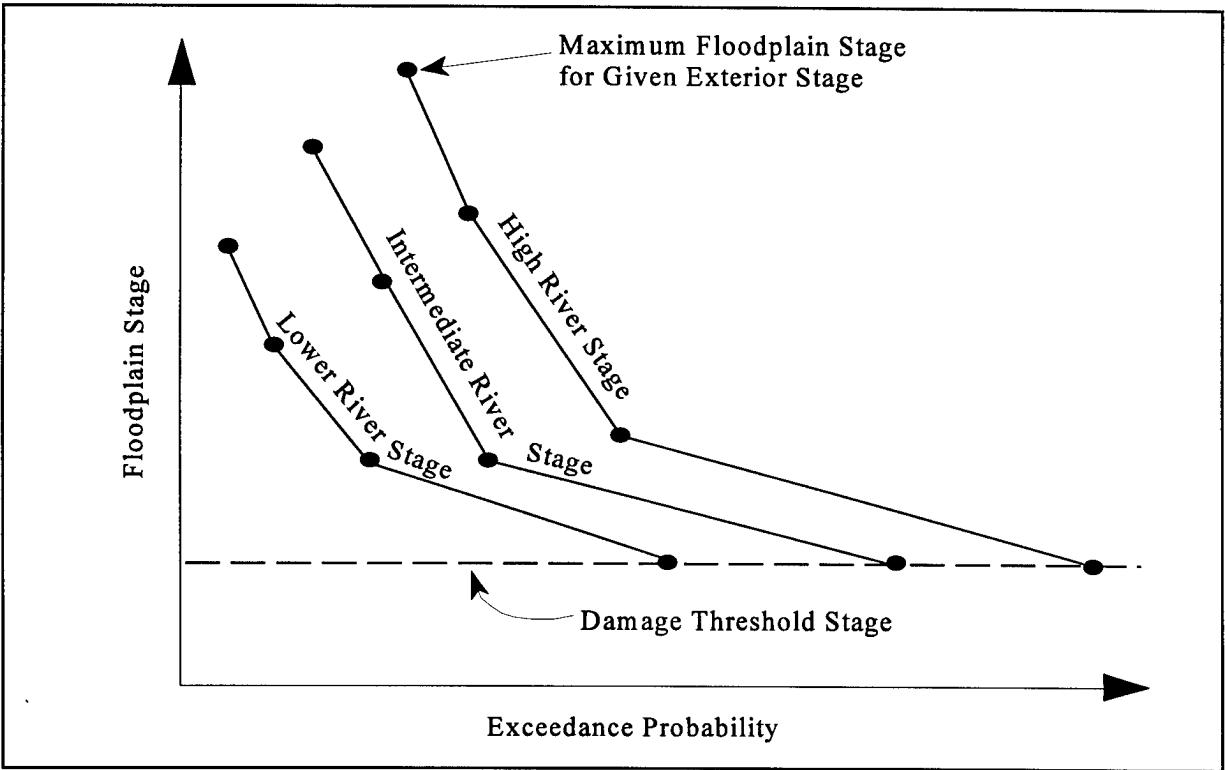 Maximum Floodplain Stage
for Given Exterior Stage
High River Stage
Intermediate River Stage
Lower River Stage
Floodplain Stage
Damage Threshold Stage
Exceedance Probability